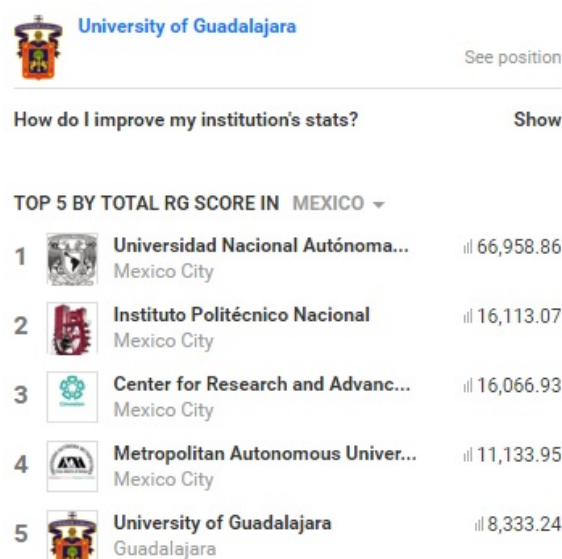 University of Guadalajara
See position
How do I improve my institution's stats? Show
TOP 5 BY TOTAL RG SCORE IN MEXICO
1 Universidad Nacional Autónoma... 66,958.86
Mexico City
2 Instituto Politécnico Nacional 16,113.07
Mexico City
3 Center for Research and Advanc... 16,066.93
Mexico City
4 Metropolitan Autonomous Univer... 11,133.95
Mexico City
5 University of Guadalajara 8,333.24
Guadalajara